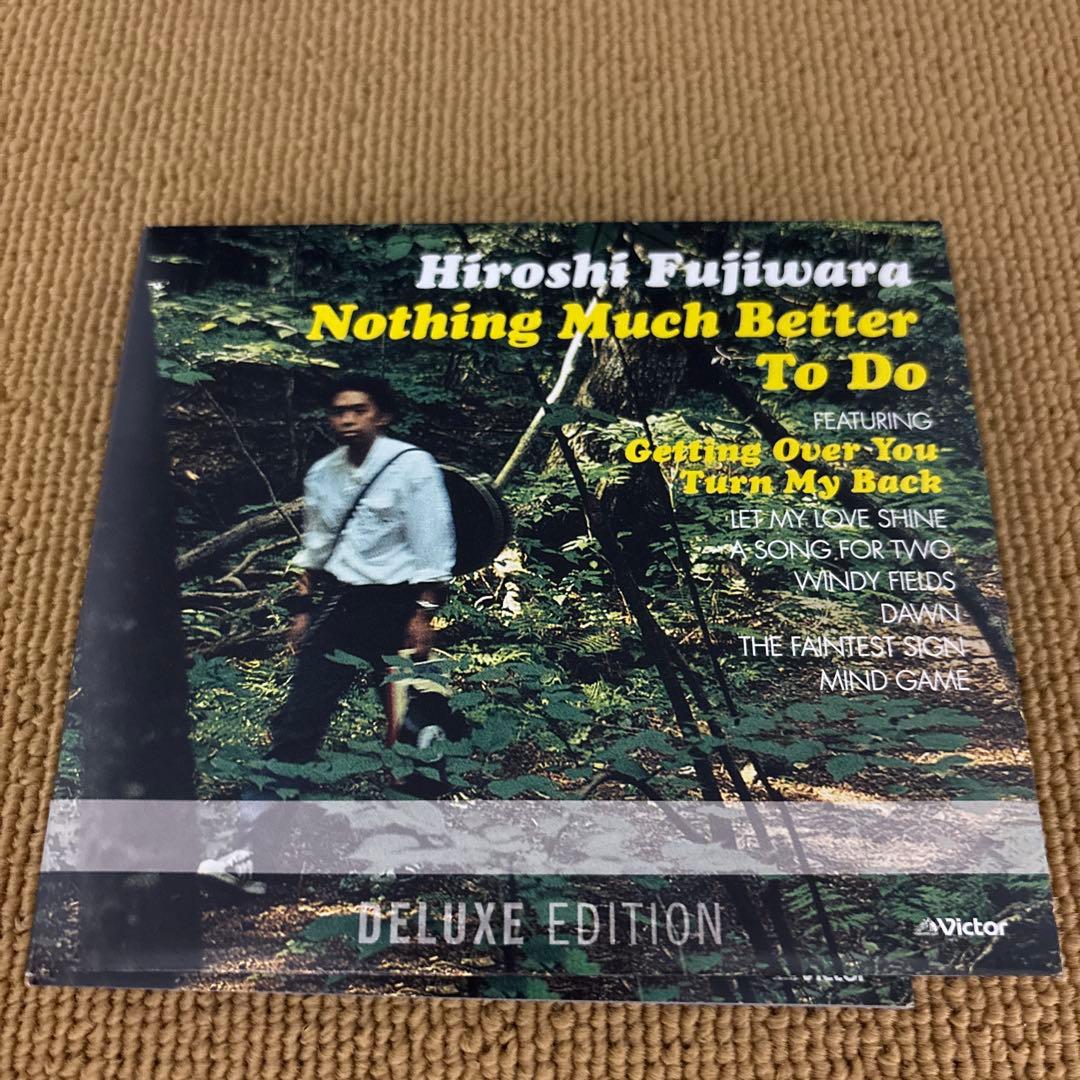 Hiroshi Fujiwara
Nothing Much Better
To Do
FEATURING
Getting Over You
Turn My Back
LET MY LOVE SHINE
A SONG FOR TWO
WINDY FIELDS
DAWN
THE FAINTEST SIGN
MIND GAME
DELUXE EDITION
Victor
Victor